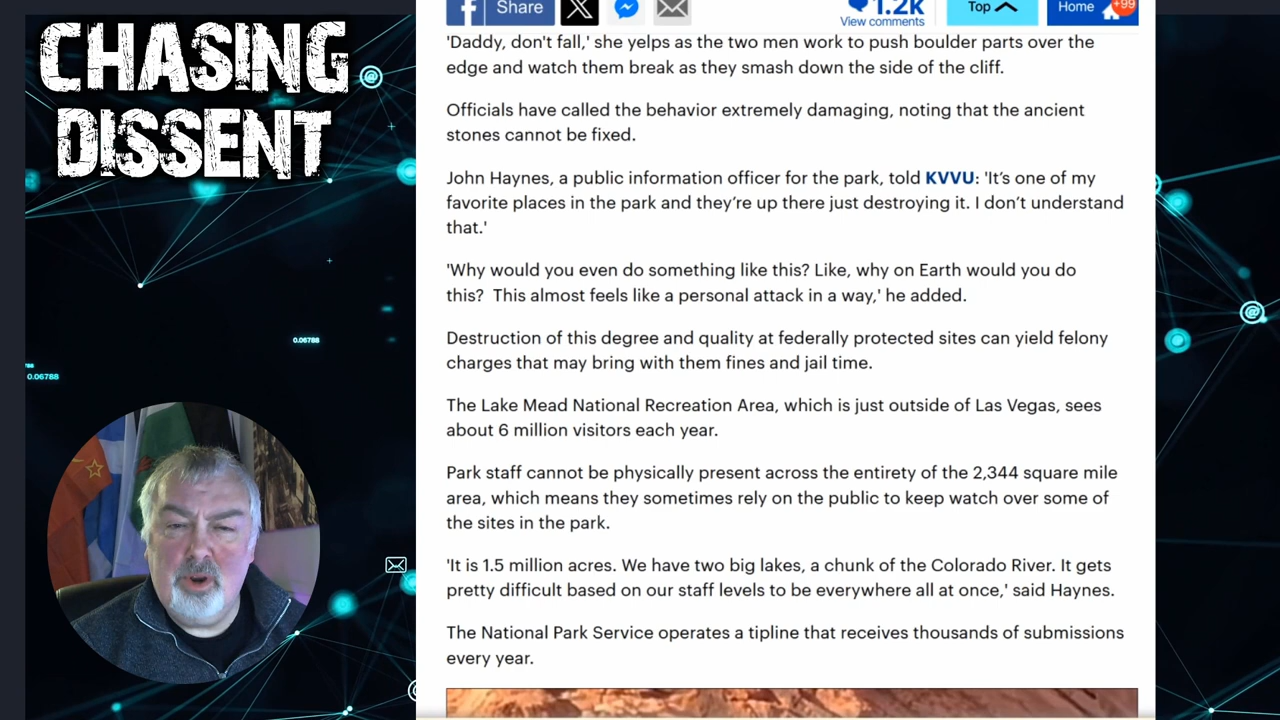 CHASING
DISSENT
Share
1.2K
View comments
Top
Home
+99
'Daddy, don't fall,' she yelps as the two men work to push boulder parts over the
edge and watch them break as they smash down the side of the cliff.
Officials have called the behavior extremely damaging, noting that the ancient
stones cannot be fixed.
John Haynes, a public information officer for the park, told KVVU: 'It's one of my
favorite places in the park and they're up there just destroying it. I don't understand
that.'
'Why would you even do something like this? Like, why on Earth would you do
this?  This almost feels like a personal attack in a way,' he added.
Destruction of this degree and quality at federally protected sites can yield felony
charges that may bring with them fines and jail time.
The Lake Mead National Recreation Area, which is just outside of Las Vegas, sees
about 6 million visitors each year.
Park staff cannot be physically present across the entirety of the 2,344 square mile
area, which means they sometimes rely on the public to keep watch over some of
the sites in the park.
'It is 1.5 million acres. We have two big lakes, a chunk of the Colorado River. It gets
pretty difficult based on our staff levels to be everywhere all at once,' said Haynes.
The National Park Service operates a tipline that receives thousands of submissions
every year.
0.06788
0.06788